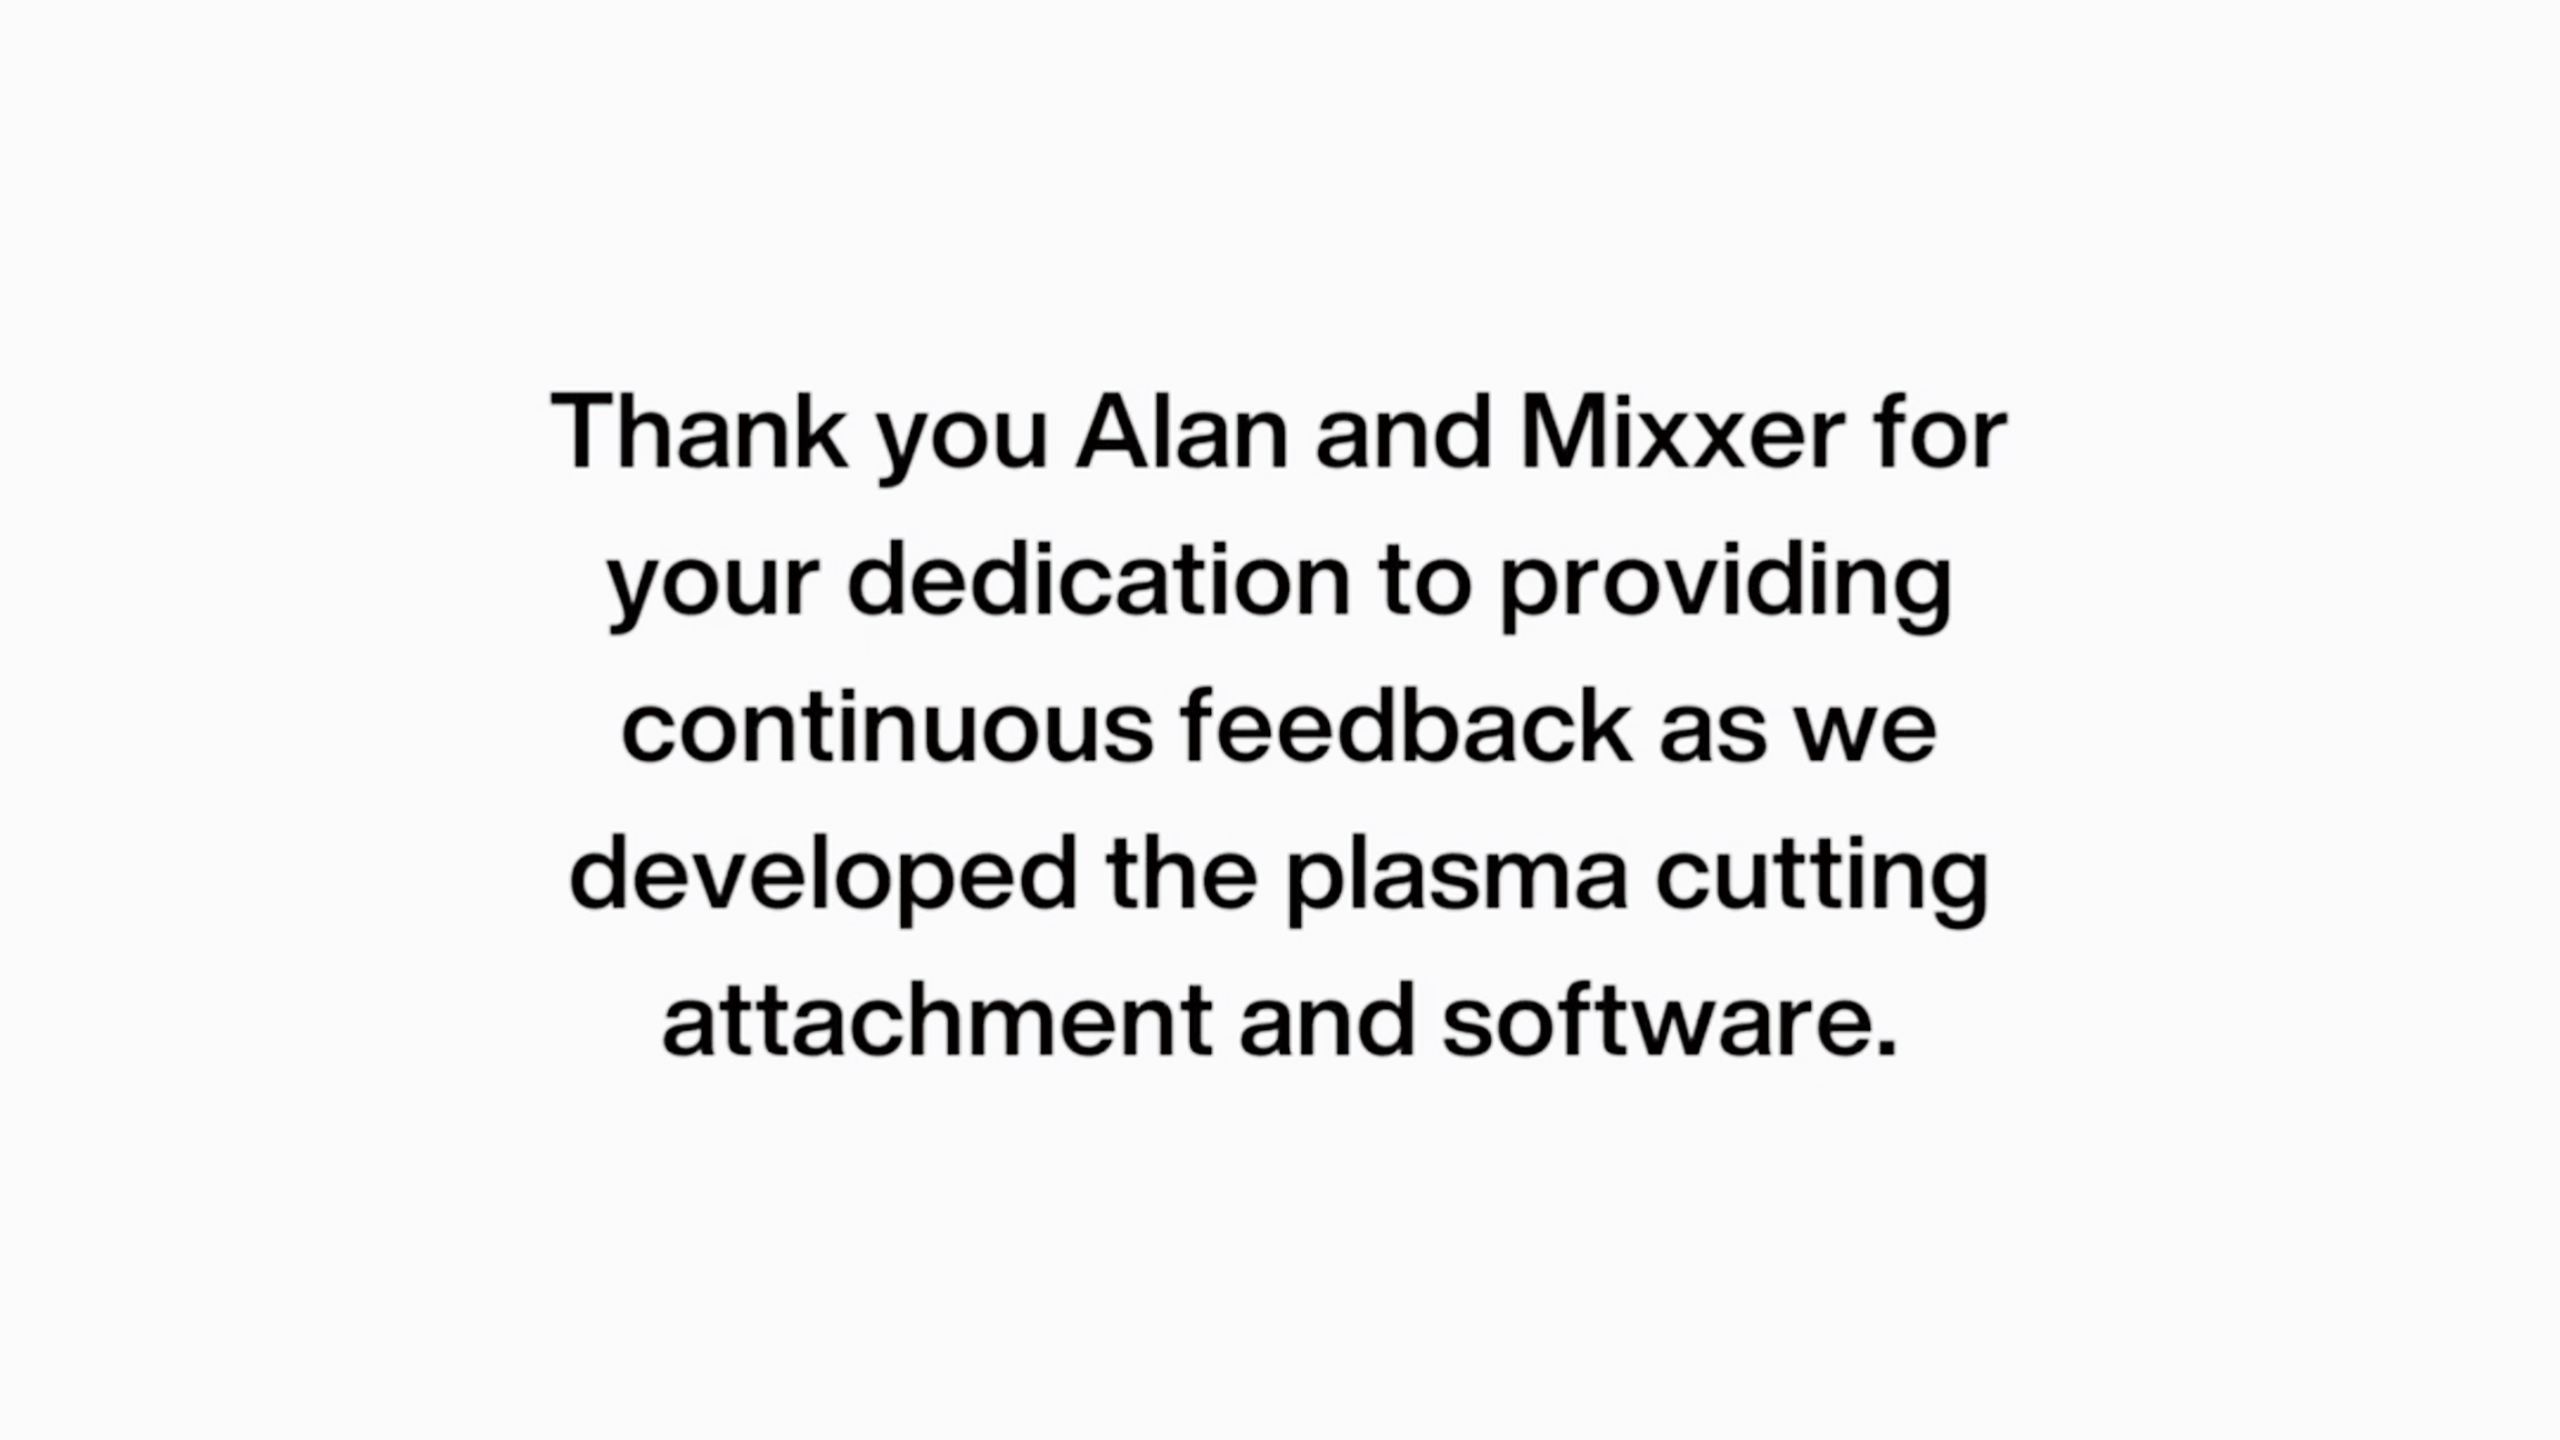 Thank you Alan and Mixxer for
your dedication to providing
continuous feedback as we
developed the plasma cutting
attachment and software.